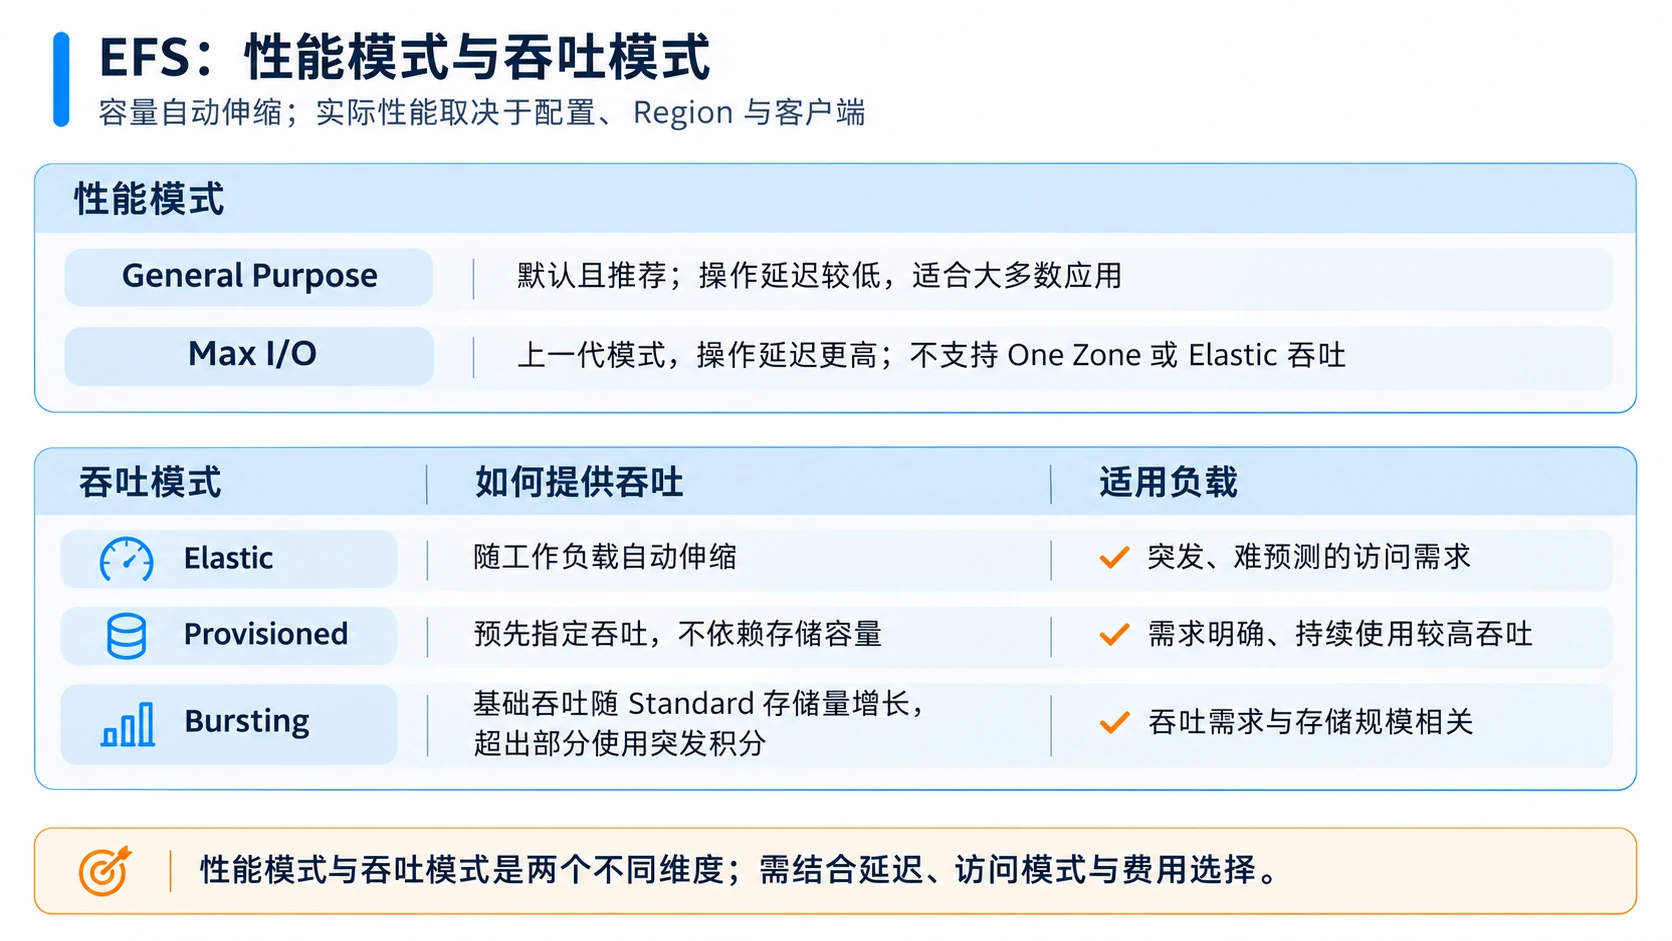 EFS：性能模式与吞吐模式
容量自动伸缩；实际性能取决于配置、Region 与客户端
性能模式
General Purpose
默认且推荐；操作延迟较低，适合大多数应用
Max I/O
上一代模式，操作延迟更高；不支持 One Zone 或 Elastic 吞吐
吞吐模式
如何提供吞吐
适用负载
Elastic
随工作负载自动伸缩
突发、难预测的访问需求
Provisioned
预先指定吞吐，不依赖存储容量
需求明确、持续使用较高吞吐
Bursting
基础吞吐随 Standard 存储量增长，
超出部分使用突发积分
吞吐需求与存储规模相关
性能模式与吞吐模式是两个不同维度；需结合延迟、访问模式与费用选择。